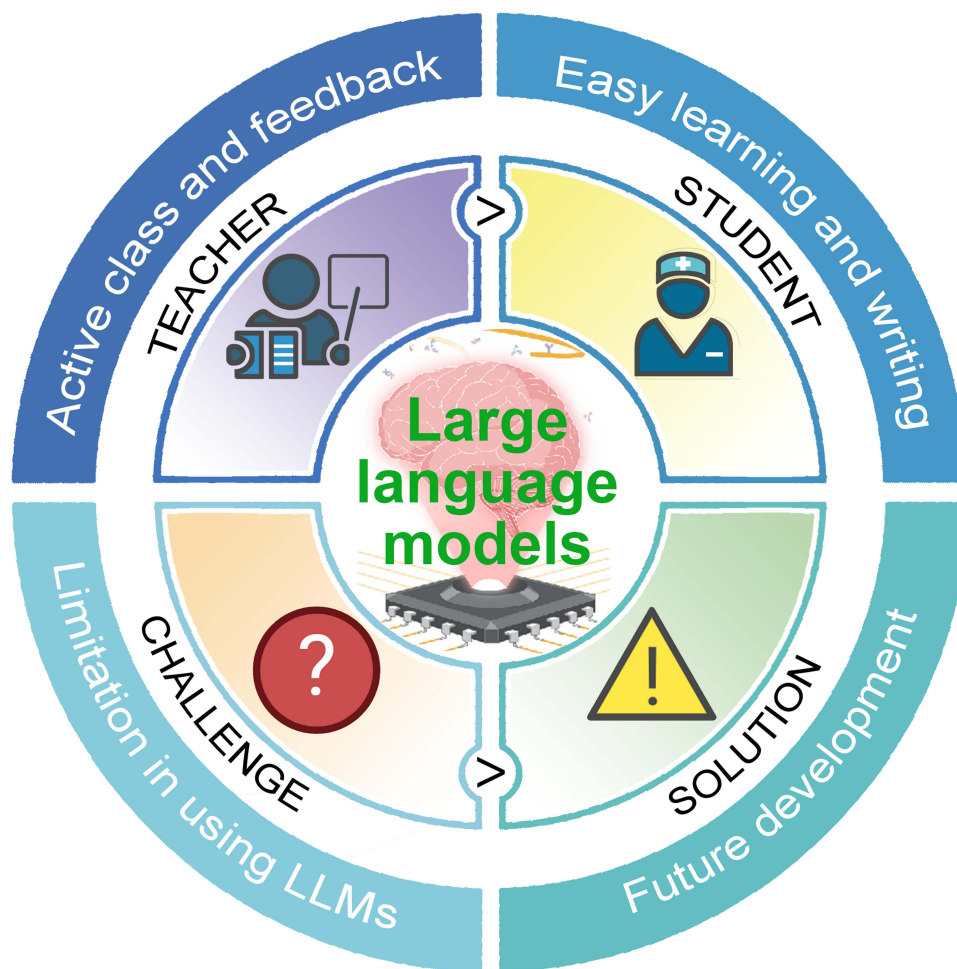 Active class and feedback
Easy learning and writing
TEACHER
>
STUDENT
Large
language
models
?
!
CHALLENGE
>
SOLUTION
Limitation in using LLMs
Future development